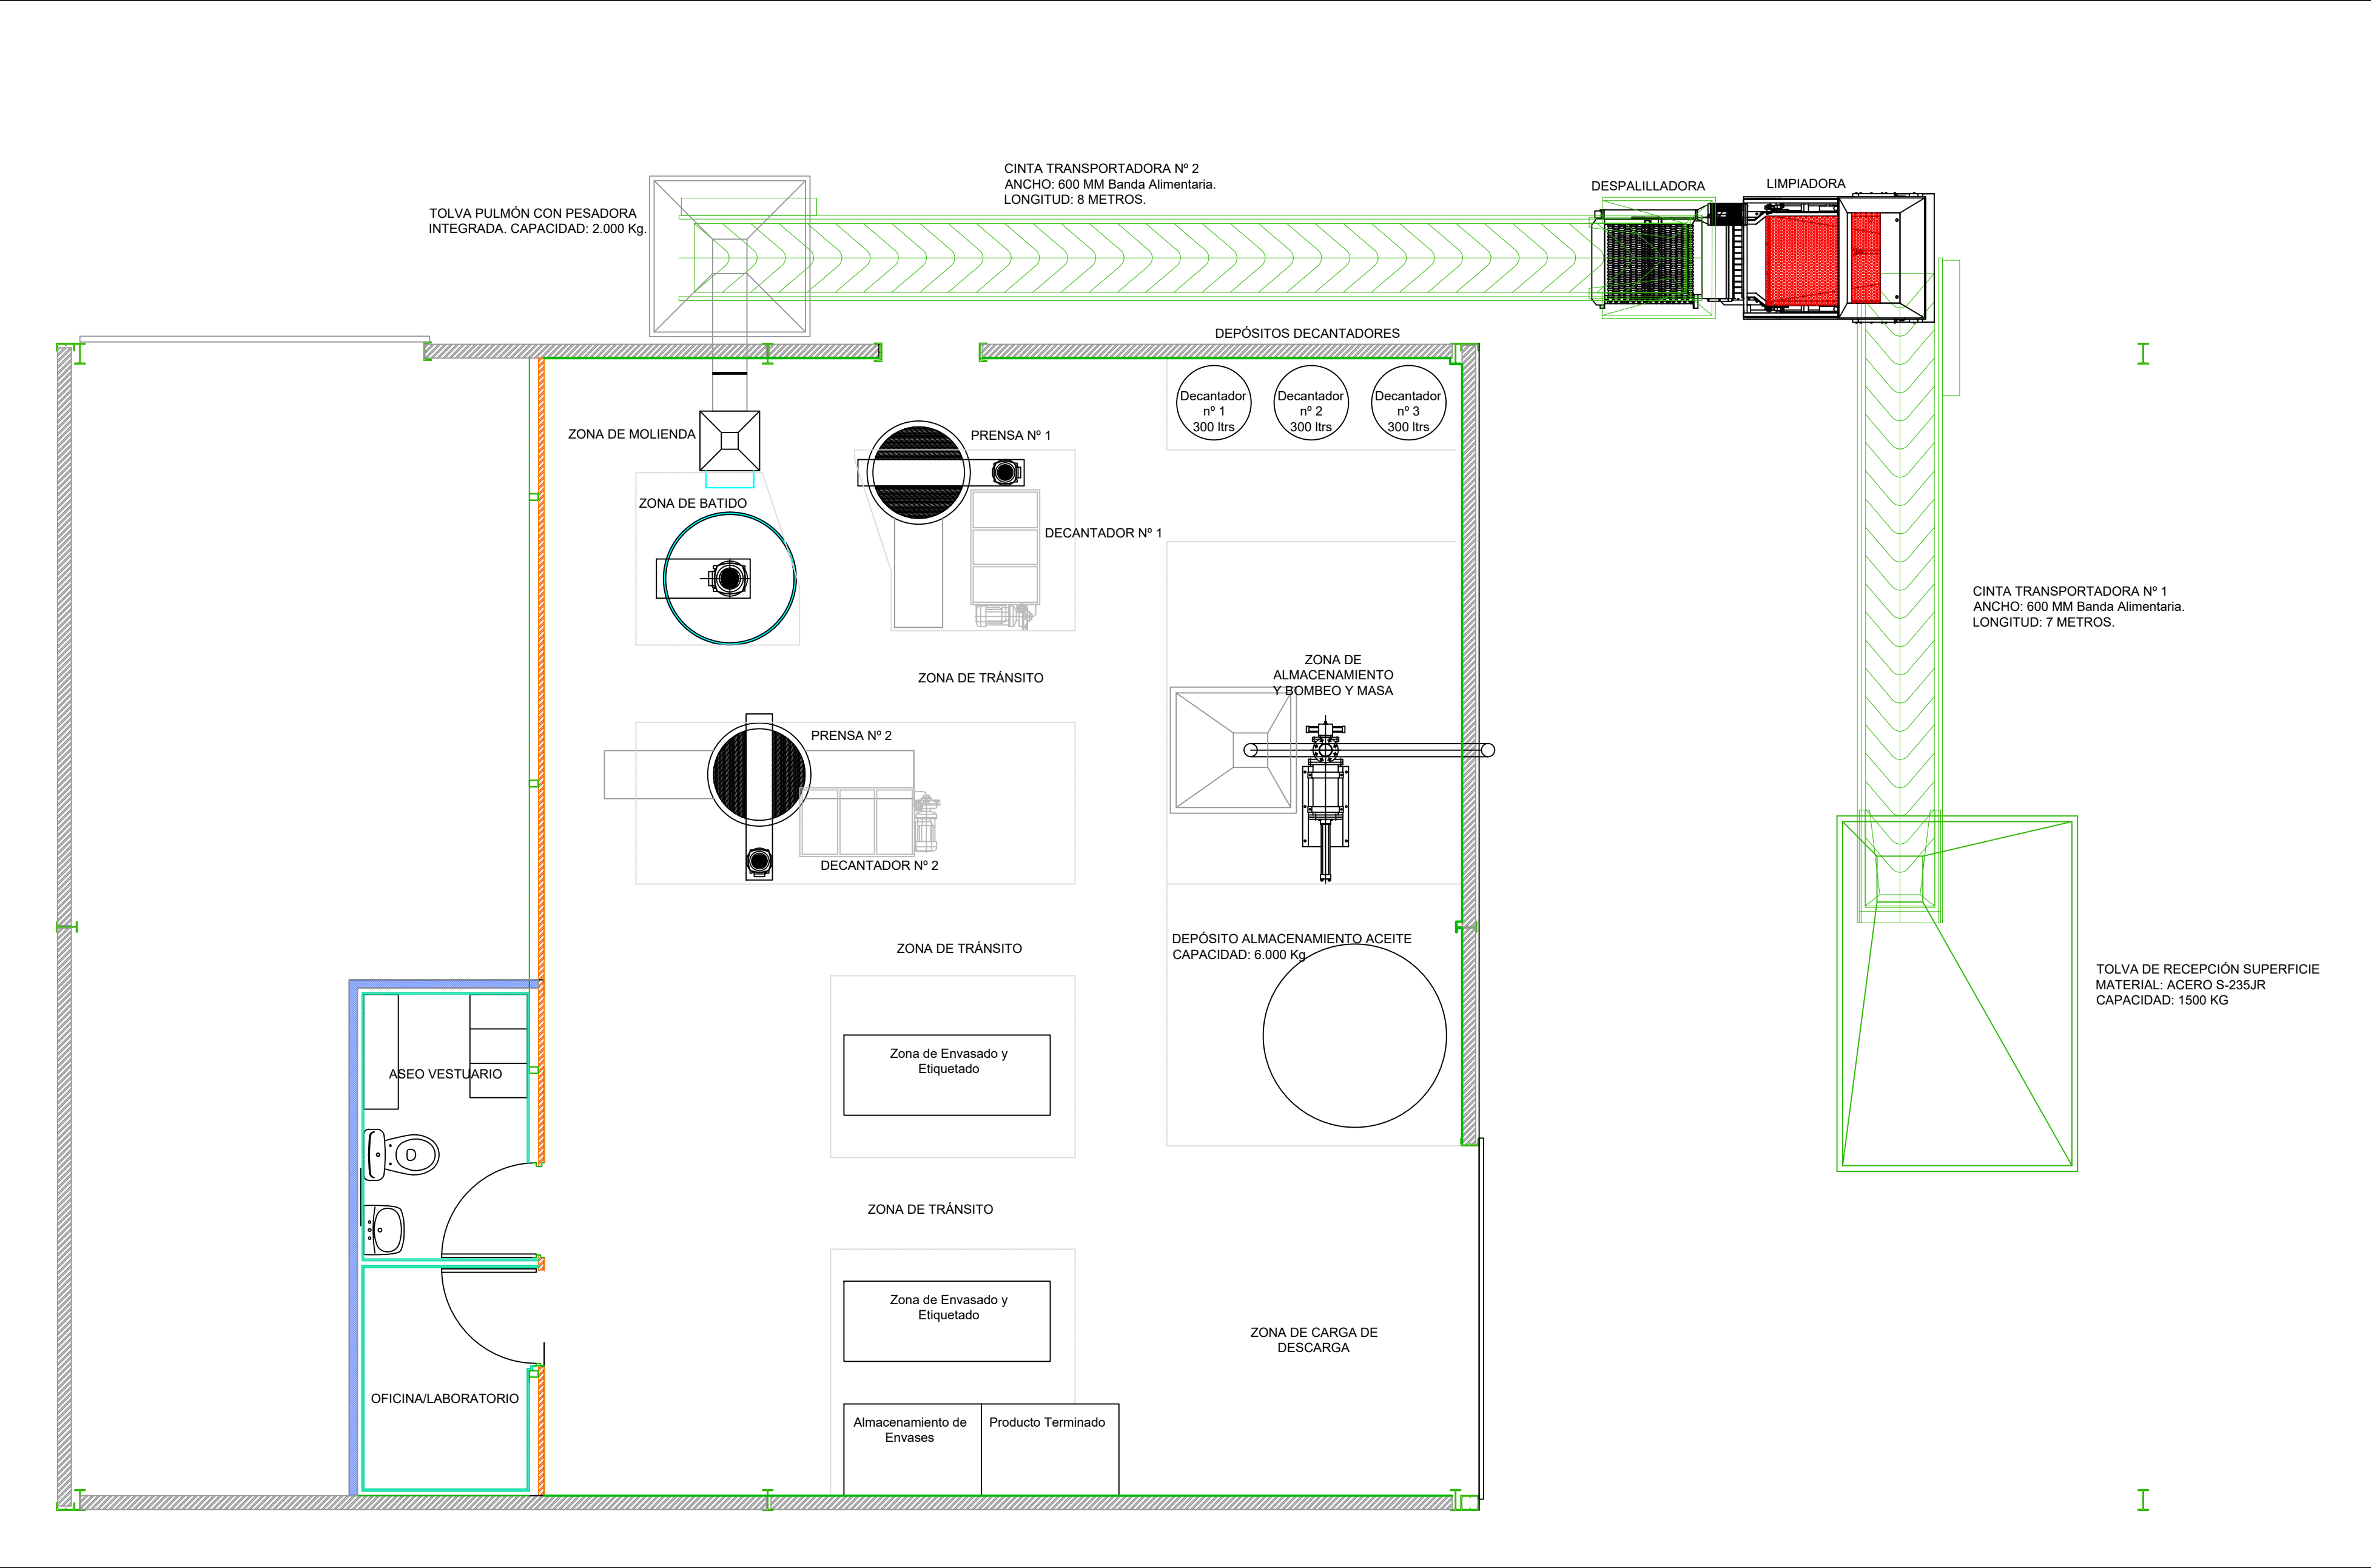 CINTA TRANSPORTADORA Nº 2
ANCHO: 600 MM Banda Alimentaria.
LONGITUD: 8 METROS.
DESPALILLADORA
LIMPIADORA
TOLVA PULMÓN CON PESADORA
INTEGRADA. CAPACIDAD: 2.000 Kg.
DEPÓSITOS DECANTADORES
Decantador
nº 1
300 ltrs
Decantador
nº 2
300 ltrs
Decantador
nº 3
300 ltrs
ZONA DE MOLIENDA
PRENSA Nº 1
ZONA DE BATIDO
DECANTADOR Nº 1
CINTA TRANSPORTADORA Nº 1
ANCHO: 600 MM Banda Alimentaria.
LONGITUD: 7 METROS.
ZONA DE TRÁNSITO
ZONA DE
ALMACENAMIENTO
Y BOMBEO Y MASA
PRENSA Nº 2
DECANTADOR Nº 2
ZONA DE TRÁNSITO
DEPÓSITO ALMACENAMIENTO ACEITE
CAPACIDAD: 6.000 Kg
TOLVA DE RECEPCIÓN SUPERFICIE
MATERIAL: ACERO S-235JR
CAPACIDAD: 1500 KG
Zona de Envasado y
Etiquetado
ASEO VESTUARIO
ZONA DE TRÁNSITO
Zona de Envasado y
Etiquetado
ZONA DE CARGA DE
DESCARGA
OFICINA/LABORATORIO
Almacenamiento de
Envases
Producto Terminado